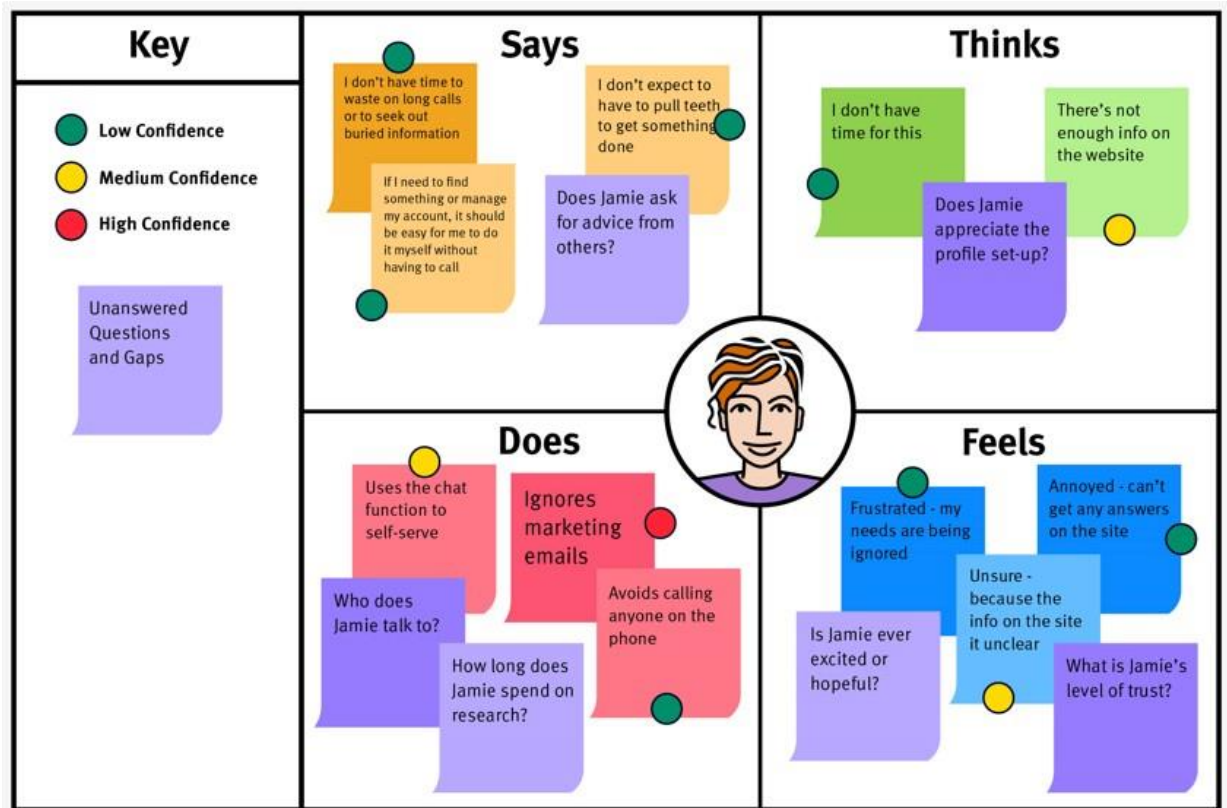 Key
Low Confidence
Medium Confidence
High Confidence
Unanswered
Questions
and Gaps
Says
I don't have time to
waste on long calls
or to seek out
buried information
I don't expect to
have to pull teeth
to get something
done
If I need to find
something or manage
my account, it should
be easy for me to do
it myself without
having to call
Does Jamie ask
for advice from
others?
Thinks
I don't have
time for this
There's not
enough info on
the website
Does Jamie
appreciate the
profile set-up?
Does
Uses the chat
function to
self-serve
Ignores
marketing
emails
Who does
Jamie talk to?
Avoids calling
anyone on the
phone
How long does
Jamie spend on
research?
Feels
Frustrated - my
needs are being
ignored
Annoyed - can't
get any answers
on the site
Unsure -
because the
info on the site
it unclear
Is Jamie ever
excited or
hopeful?
What is Jamie's
level of trust?